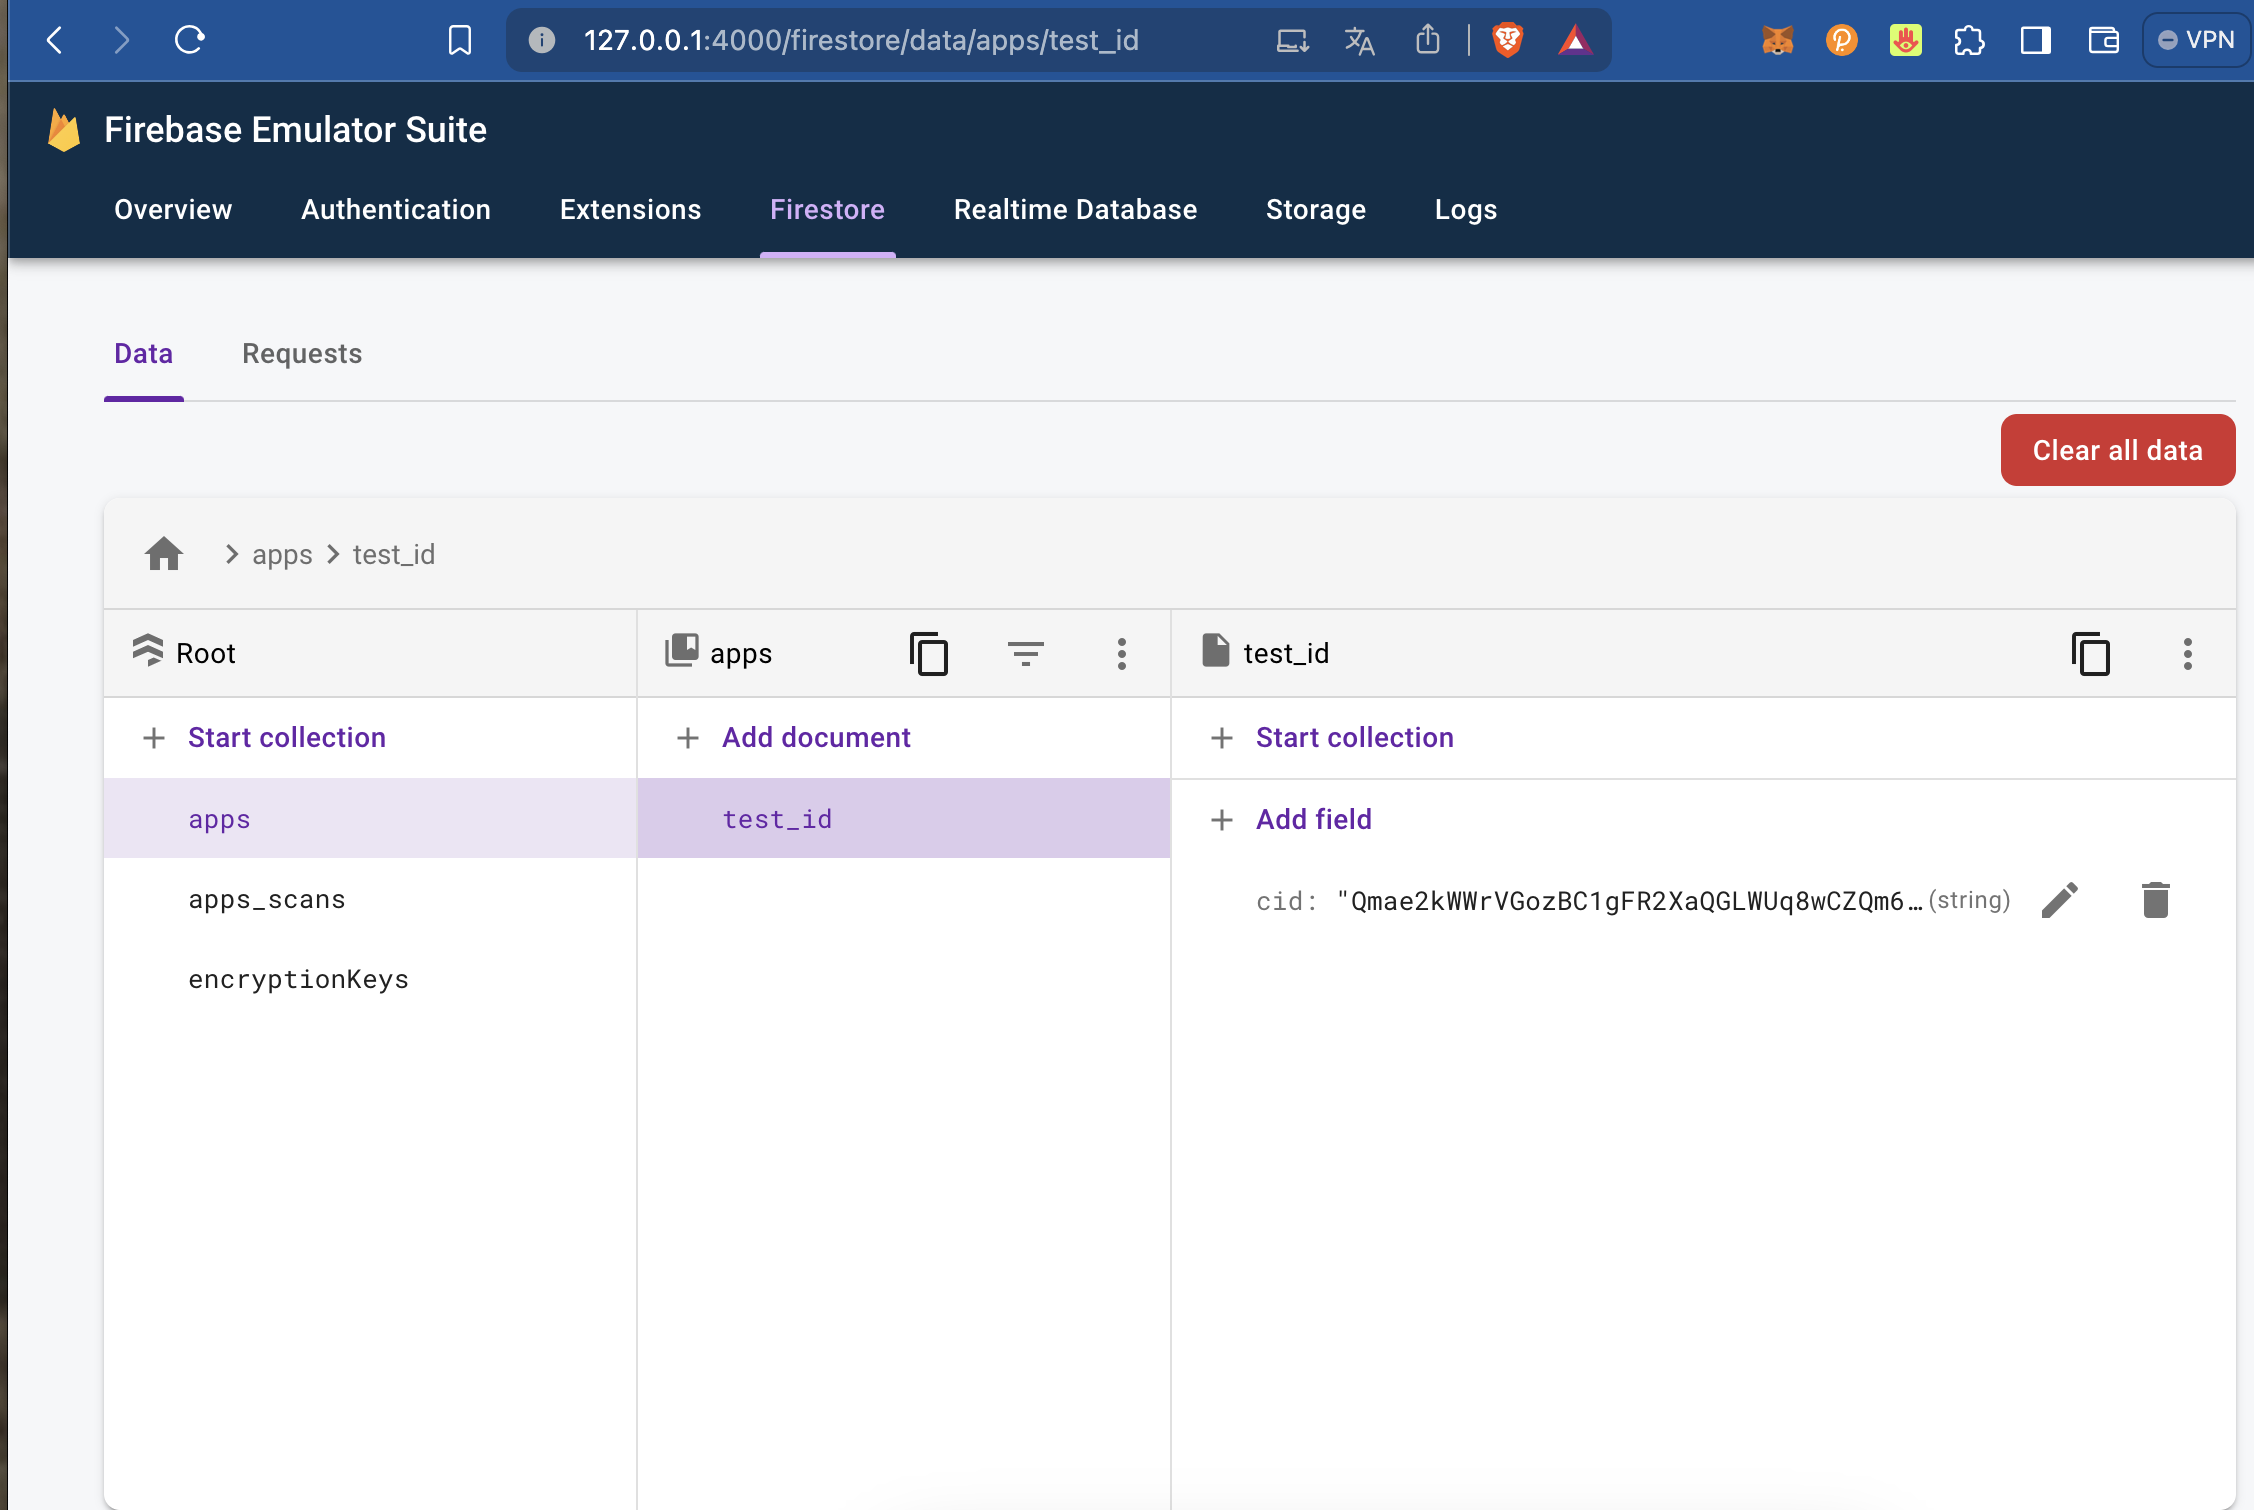 127.0.0.1:4000/firestore/data/apps/test_id
VPN
Firebase Emulator Suite
Overview Authentication Extensions Firestore Realtime Database Storage Logs
Data Requests
Clear all data
apps test_id
Root apps test_id
Start collection Add document Start collection
apps test_id Add field
apps_scans cid: "Qmae2kWWrVGozBC1gFR2XaQGLWUq8wCZQm6… (string)
encryptionKeys